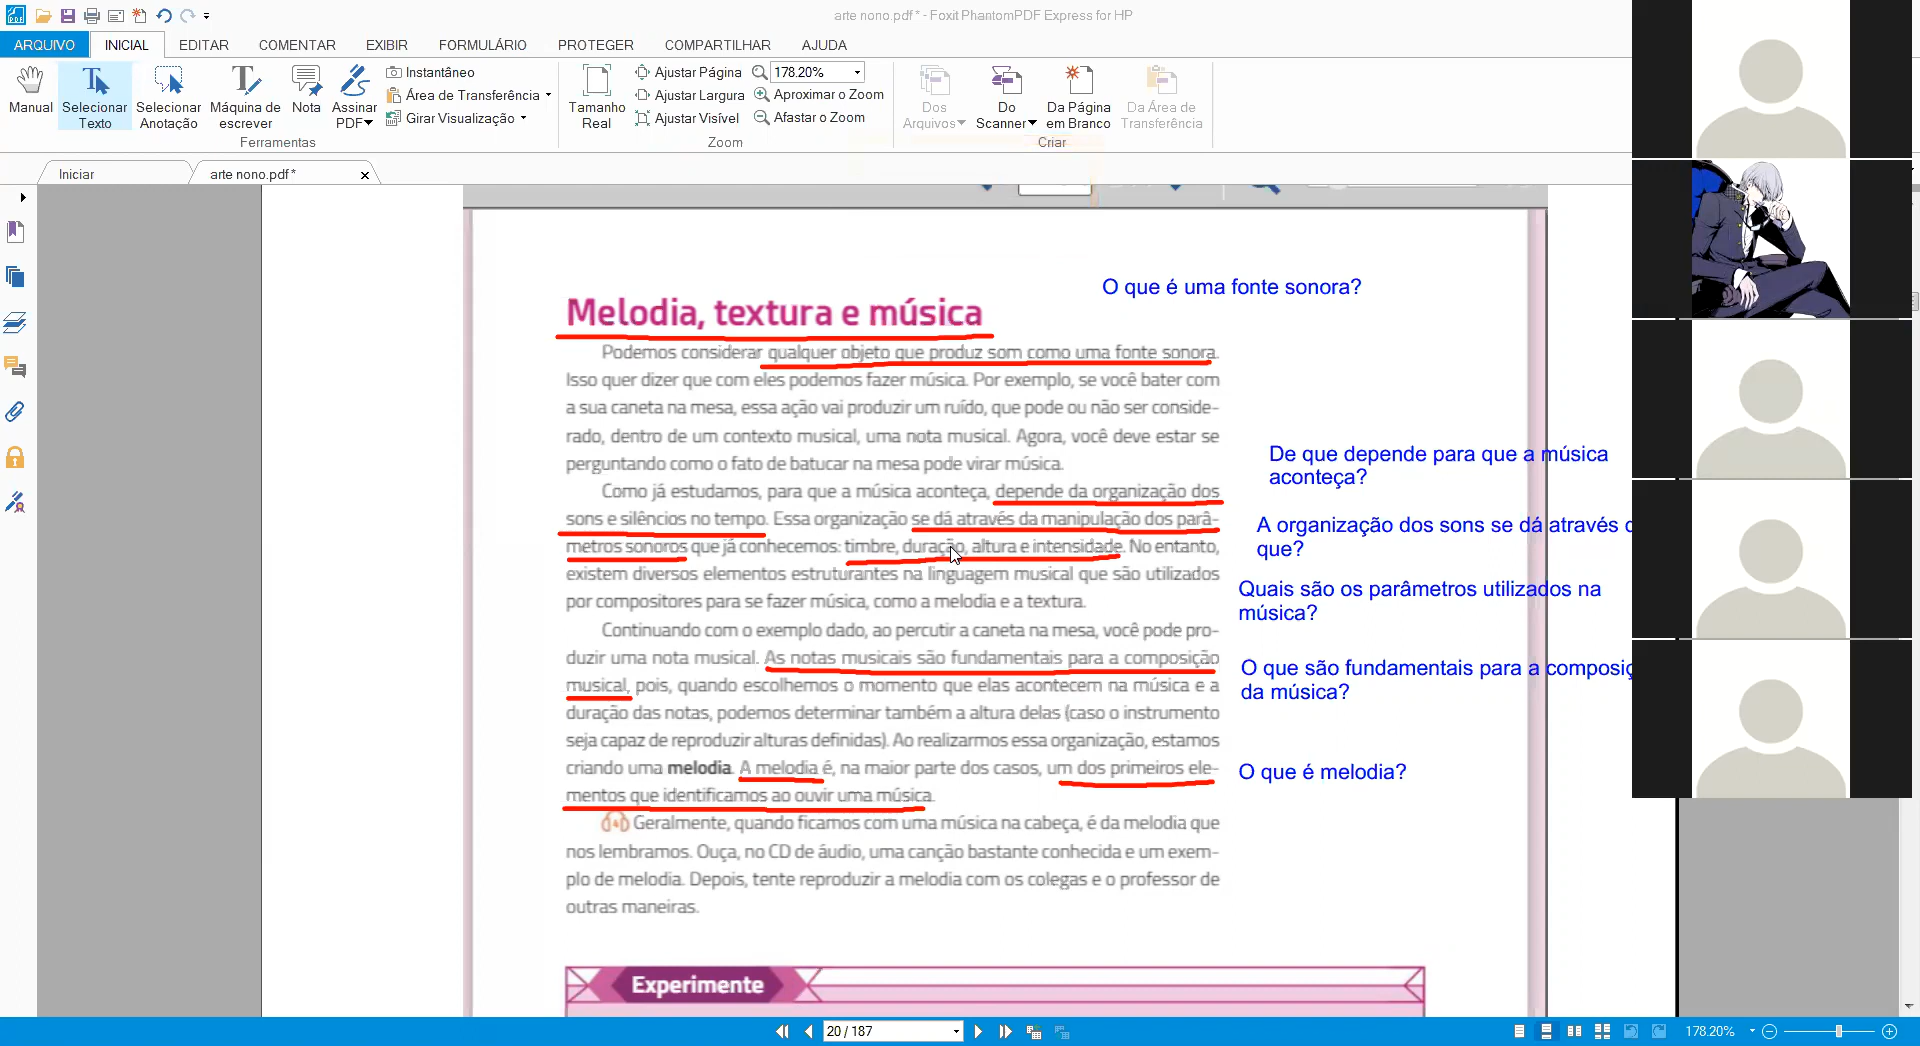 arte nono.pdf* - Foxit PhantomPDF Express for HP
ARQUIVO INICIAL EDITAR COMENTAR EXIBIR FORMULÁRIO PROTEGER COMPARTILHAR AJUDA
Manual
Selecionar
Texto
Selecionar
Anotação
Máquina de
escrever
Nota
Assinar
PDF
Instantâneo
Área de Transferência
Girar Visualização
Ferramentas
Tamanho
Real
Ajustar Página
Ajustar Largura
Ajustar Visível
178.20%
Aproximar o Zoom
Afastar o Zoom
Zoom
Dos
Arquivos
Do
Scanner
Da Página
em Branco
Da Área de
Transferência
Criar
Iniciar
arte nono.pdf*
O que é uma fonte sonora?
Melodia, textura e música
Podemos considerar qualquer objeto que produz som como uma fonte sonora.
Isso quer dizer que com eles podemos fazer música. Por exemplo, se você bater com
a sua caneta na mesa, essa ação vai produzir um ruído, que pode ou não ser conside-
rado, dentro de um contexto musical, uma nota musical. Agora, você deve estar se
perguntando como o fato de batucar na mesa pode virar música.
Como já estudamos, para que a música aconteça, depende da organização dos
sons e silêncios no tempo. Essa organização se dá através da manipulação dos parâ-
metros sonoros que já conhecemos: timbre, duração, altura e intensidade. No entanto,
existem diversos elementos estruturantes na linguagem musical que são utilizados
por compositores para se fazer música, como a melodia e a textura.
Continuando com o exemplo dado, ao percutir a caneta na mesa, você pode pro-
duzir uma nota musical. As notas musicais são fundamentais para a composição
musical, pois, quando escolhemos o momento que elas acontecem na música e a
duração das notas, podemos determinar também a altura delas (caso o instrumento
seja capaz de reproduzir alturas definidas). Ao realizarmos essa organização, estamos
criando uma melodia. A melodia é, na maior parte dos casos, um dos primeiros ele-
mentos que identificamos ao ouvir uma música.
Geralmente, quando ficamos com uma música na cabeça, é da melodia que
nos lembramos. Ouça, no CD de áudio, uma canção bastante conhecida e um exem-
plo de melodia. Depois, tente reproduzir a melodia com os colegas e o professor de
outras maneiras.
De que depende para que a música
aconteça?
A organização dos sons se dá através d
que?
Quais são os parâmetros utilizados na
música?
O que são fundamentais para a composiç
da música?
O que é melodia?
Experimente
20 / 187
178.20%